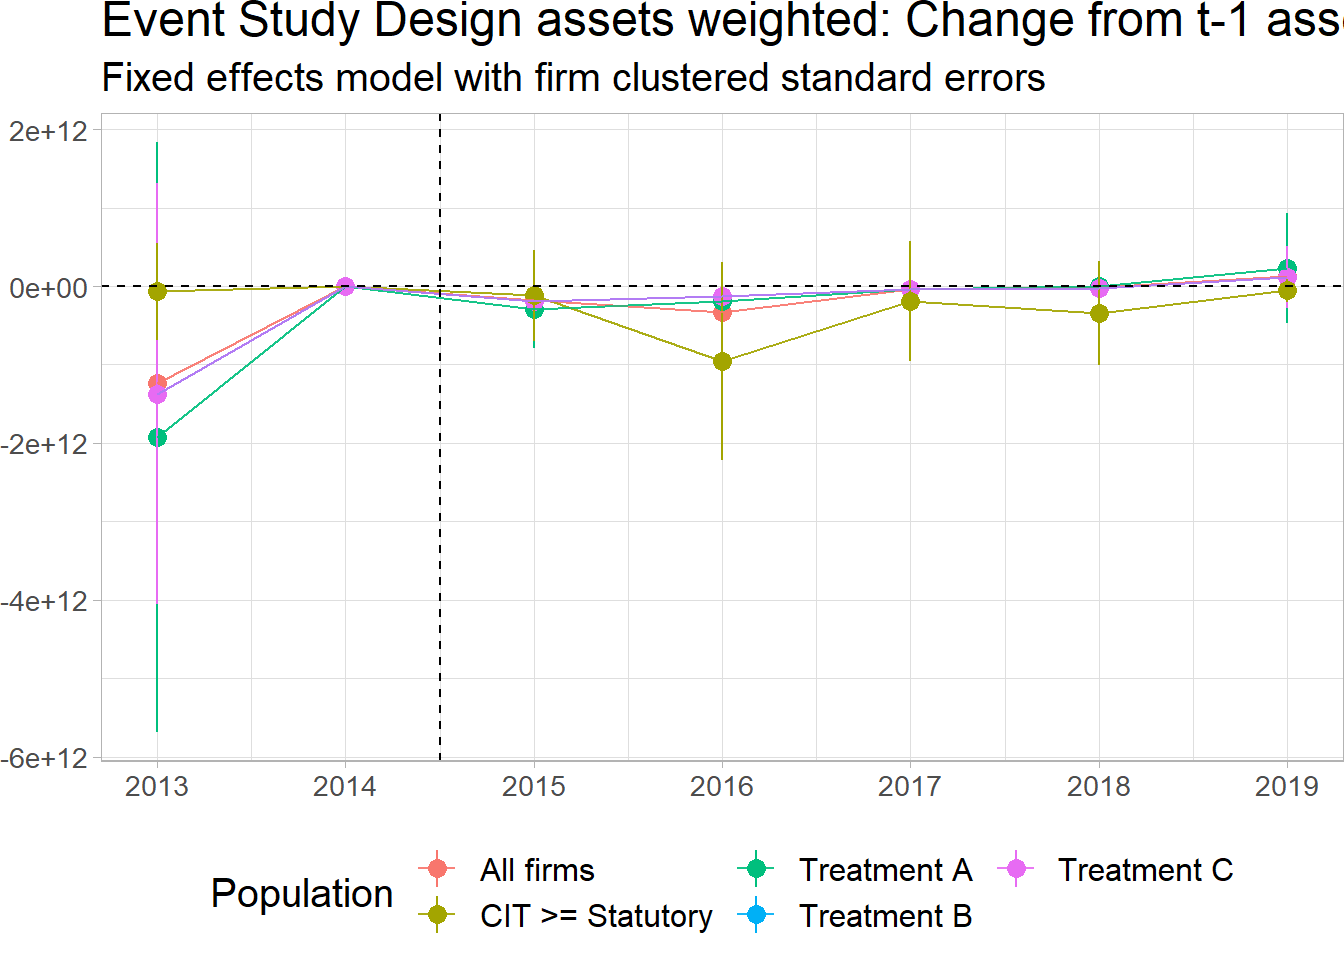 Event Study Design assets weighted: Change from t-1
Fixed effects model with firm clustered standard errors
2e+12
0e+00
-2e+12
-4e+12
-6e+12
2013 2014 2015 2016 2017 2018 2019
Population
All firms
CIT >= Statutory
Treatment A
Treatment B
Treatment C